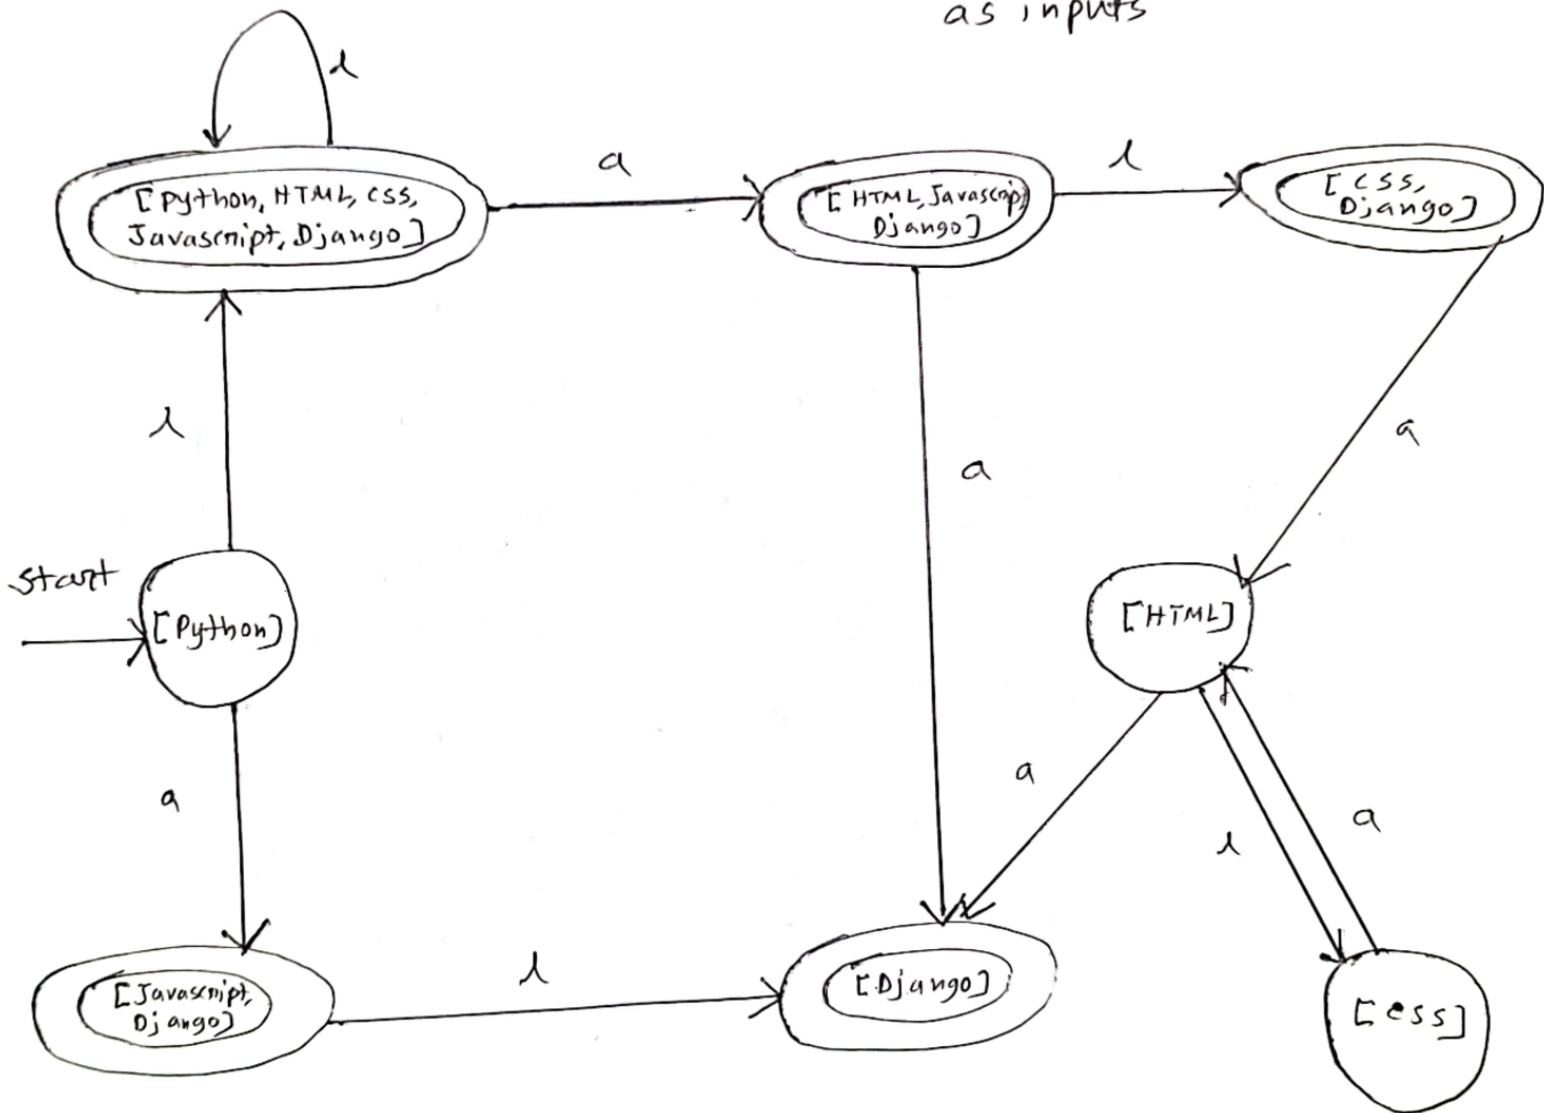 as inputs
λ
[Python, HTML, CSS,
Javascript, Django]
a
[HTML, Javascript
Django]
λ
[CSS,
Django]
λ
a
a
start
[Python]
[HTML]
a
a
λ
a
[Javascript,
Django]
λ
[Django]
[CSS]